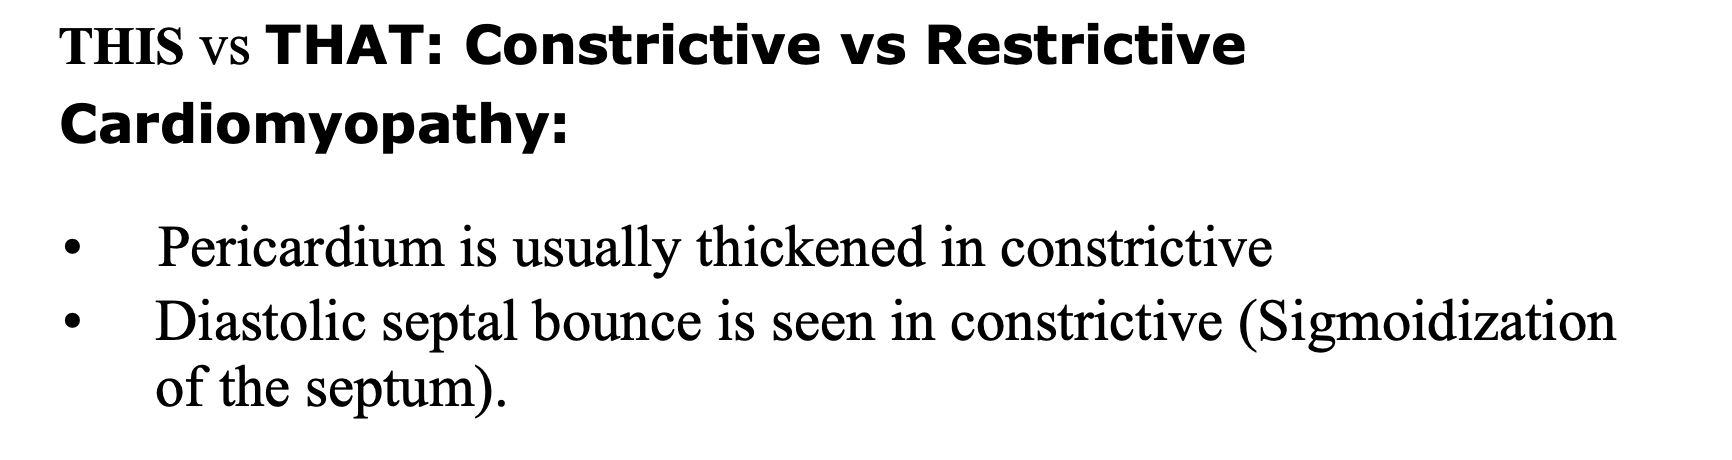 THIS vs THAT: Constrictive vs Restrictive
Cardiomyopathy:
• Pericardium is usually thickened in constrictive
• Diastolic septal bounce is seen in constrictive (Sigmoidization
of the septum).